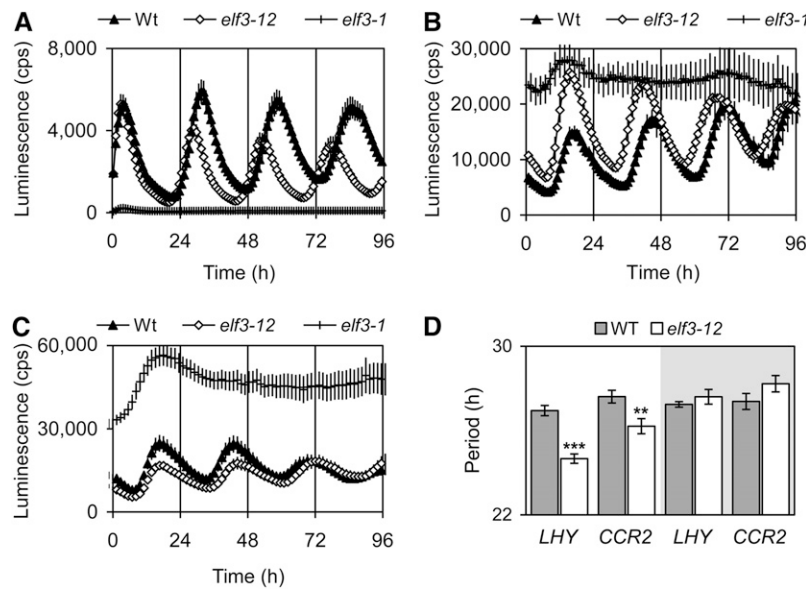 A
Wt elf3-12 elf3-1
Luminescence (cps)
8,000
4,000
0
0 24 48 72 96
Time (h)
B
Wt elf3-12 elf3-1
Luminescence (cps)
30,000
20,000
10,000
0
0 24 48 72 96
Time (h)
C
Wt elf3-12 elf3-1
Luminescence (cps)
60,000
30,000
0
0 24 48 72 96
Time (h)
D
WT elf3-12
Period (h)
30
22
***
**
LHY CCR2 LHY CCR2